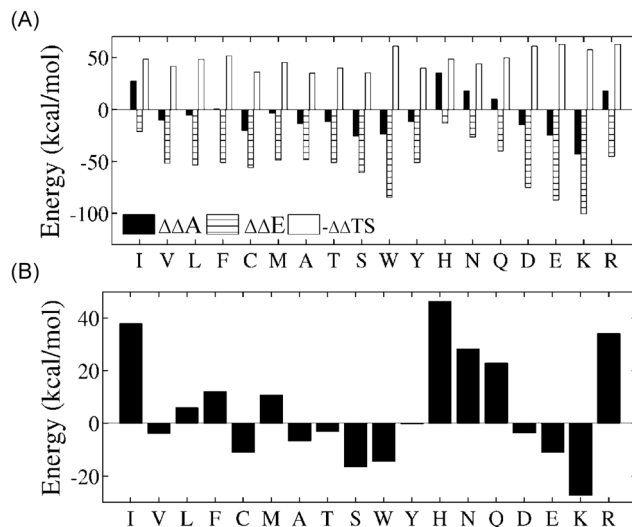 (A)
Energy (kcal/mol)
50
0
-50
-100
ΔΔA ΔΔE -ΔΔTS
I V L F C M A T S W Y H N Q D E K R
(B)
Energy (kcal/mol)
40
20
0
-20
I V L F C M A T S W Y H N Q D E K R